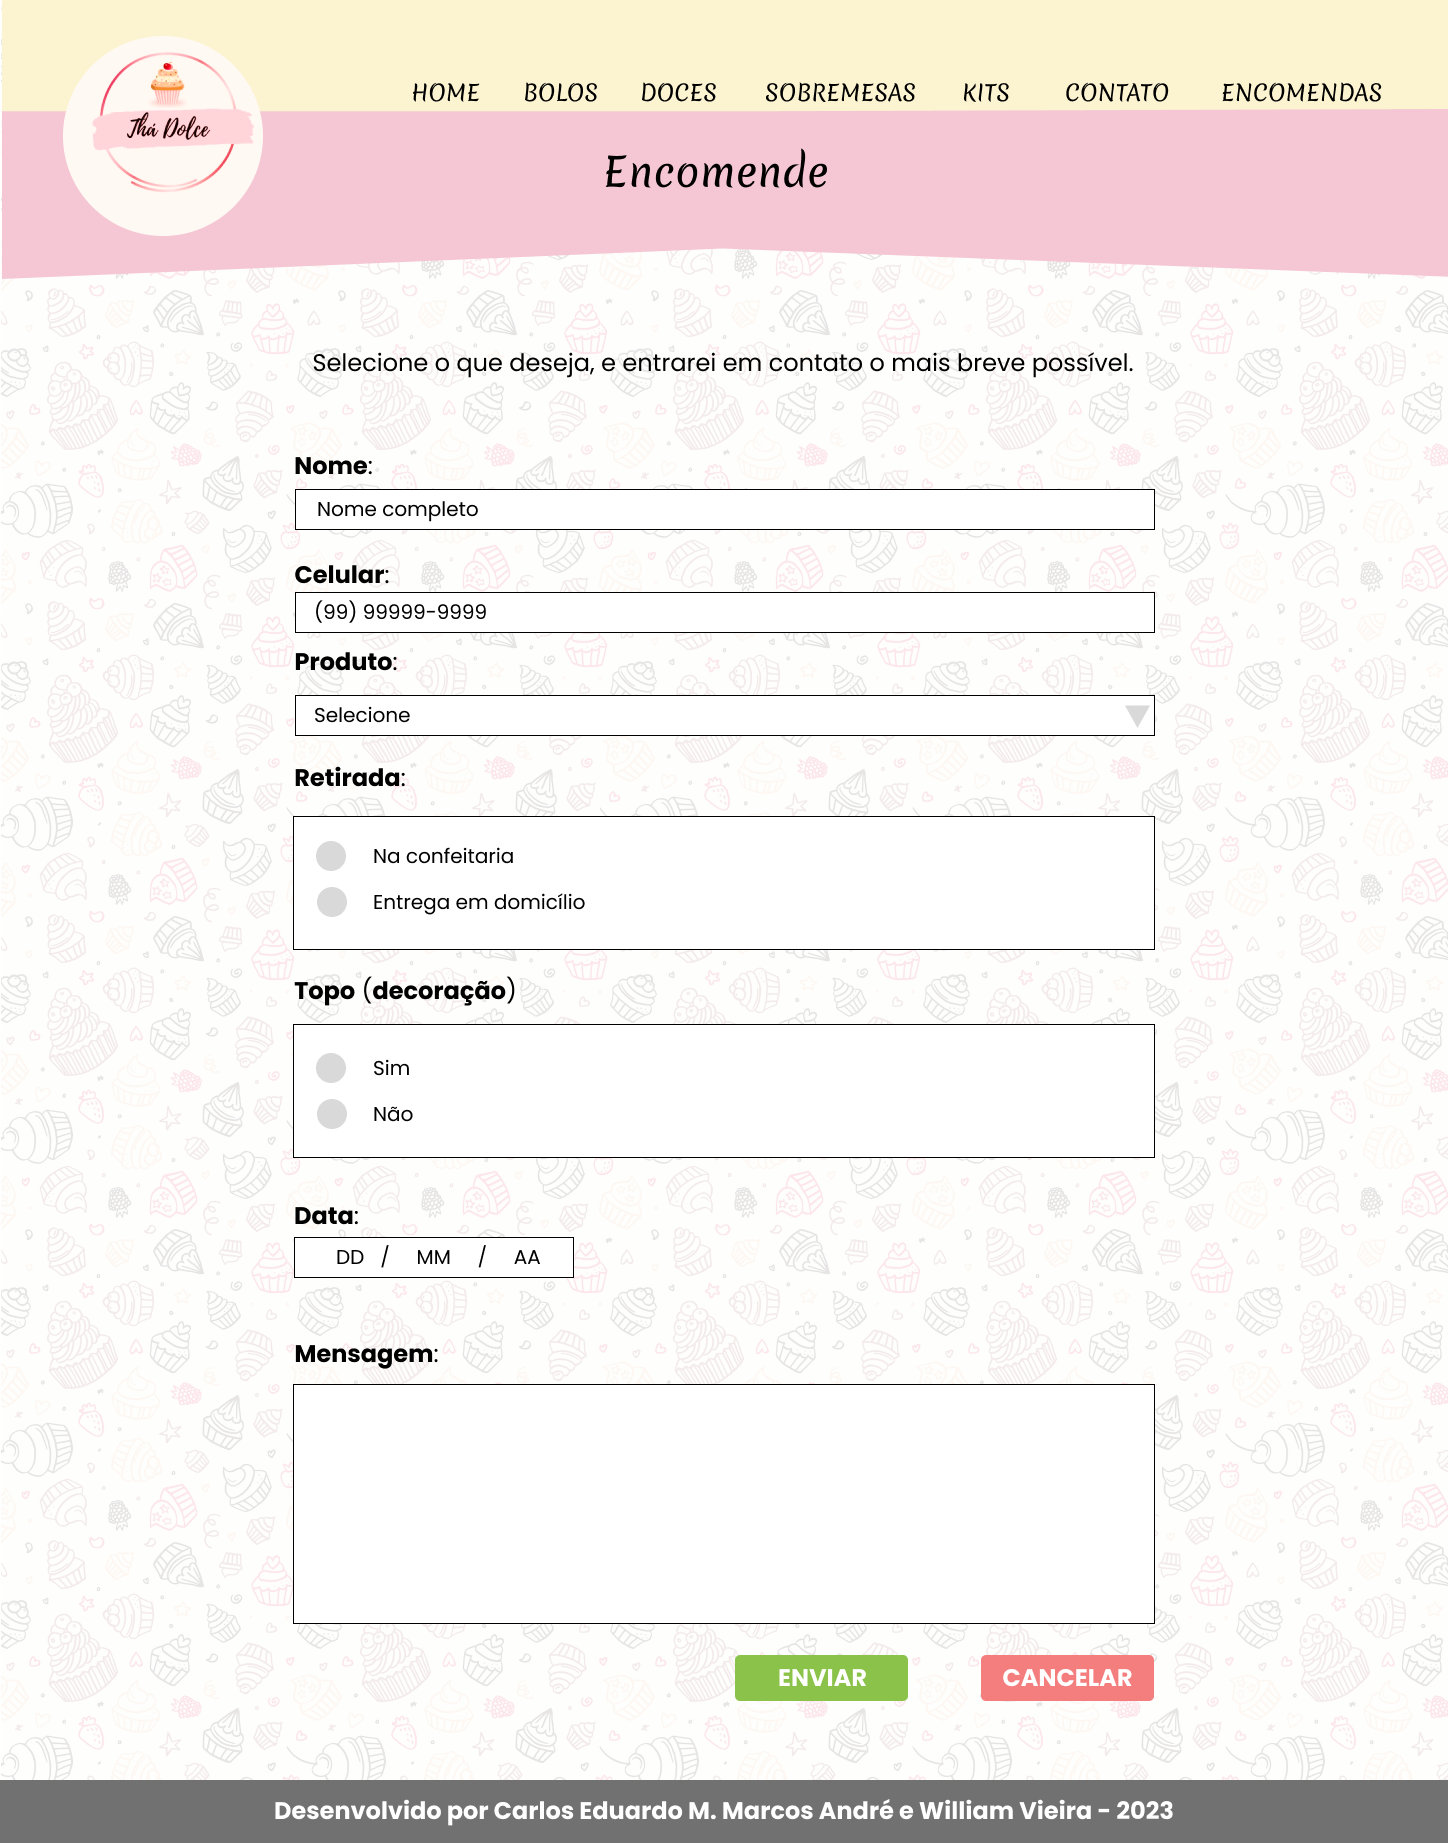 HOME BOLOS DOCES SOBREMESAS KITS CONTATO ENCOMENDAS
Thá Dolce
Encomende
Selecione o que deseja, e entrarei em contato o mais breve possível.
Nome:
Nome completo
Celular:
(99) 99999-9999
Produto:
Selecione
Retirada:
Na confeitaria
Entrega em domicílio
Topo (decoração)
Sim
Não
Data:
DD / MM / AA
Mensagem:
ENVIAR CANCELAR
Desenvolvido por Carlos Eduardo M. Marcos André e William Vieira - 2023